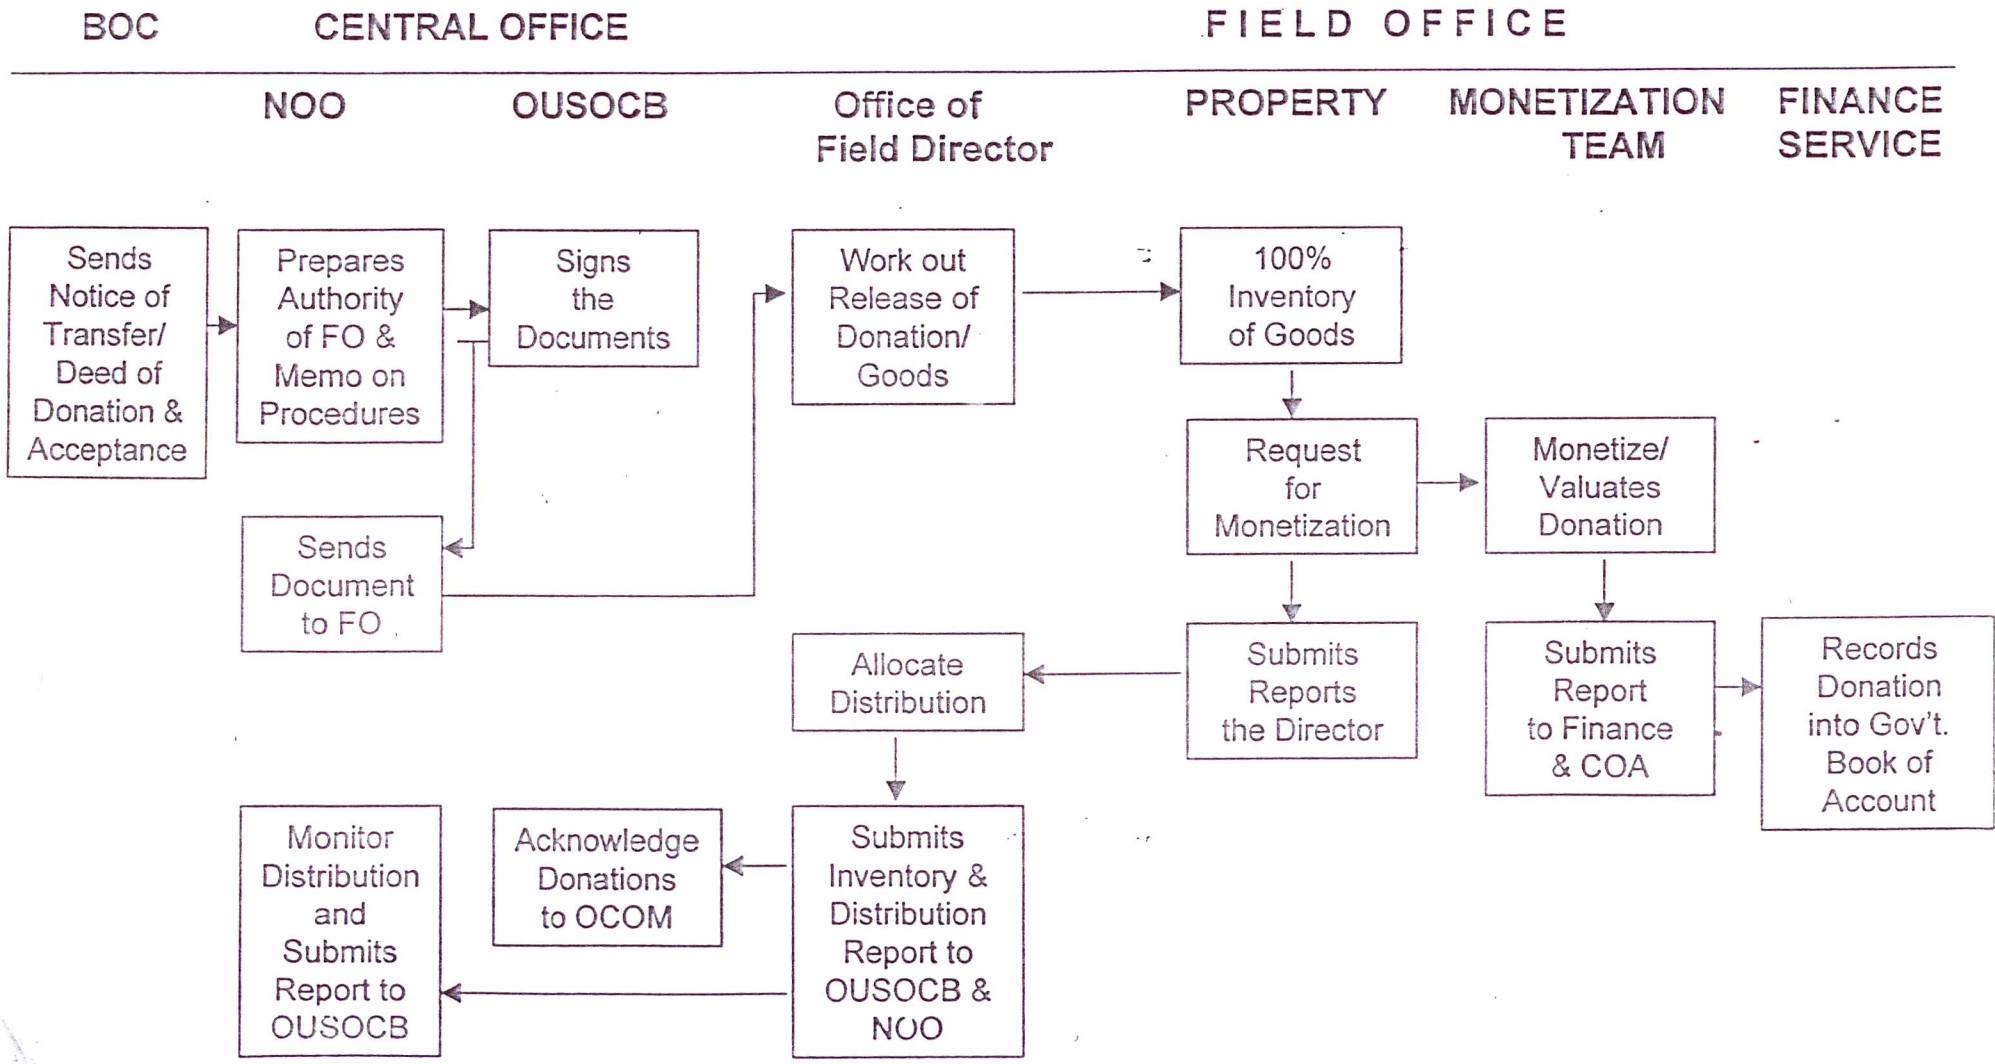 BOC CENTRAL OFFICE FIELD OFFICE
NOO OUSOCB Office of Field Director PROPERTY MONETIZATION TEAM FINANCE SERVICE
Sends
Notice of
Transfer/
Deed of
Donation &
Acceptance
Prepares
Authority
of FO &
Memo on
Procedures
Signs
the
Documents
Sends
Document
to FO
Work out
Release of
Donation/
Goods
100%
Inventory
of Goods
Request
for
Monetization
Monetize/
Valuates
Donation
Submits
Reports
the Director
Submits
Report
to Finance
& COA
Records
Donation
into Gov't.
Book of
Account
Allocate
Distribution
Submits
Inventory &
Distribution
Report to
OUSOCB &
NOO
Acknowledge
Donations
to OCOM
Monitor
Distribution
and
Submits
Report to
OUSOCB